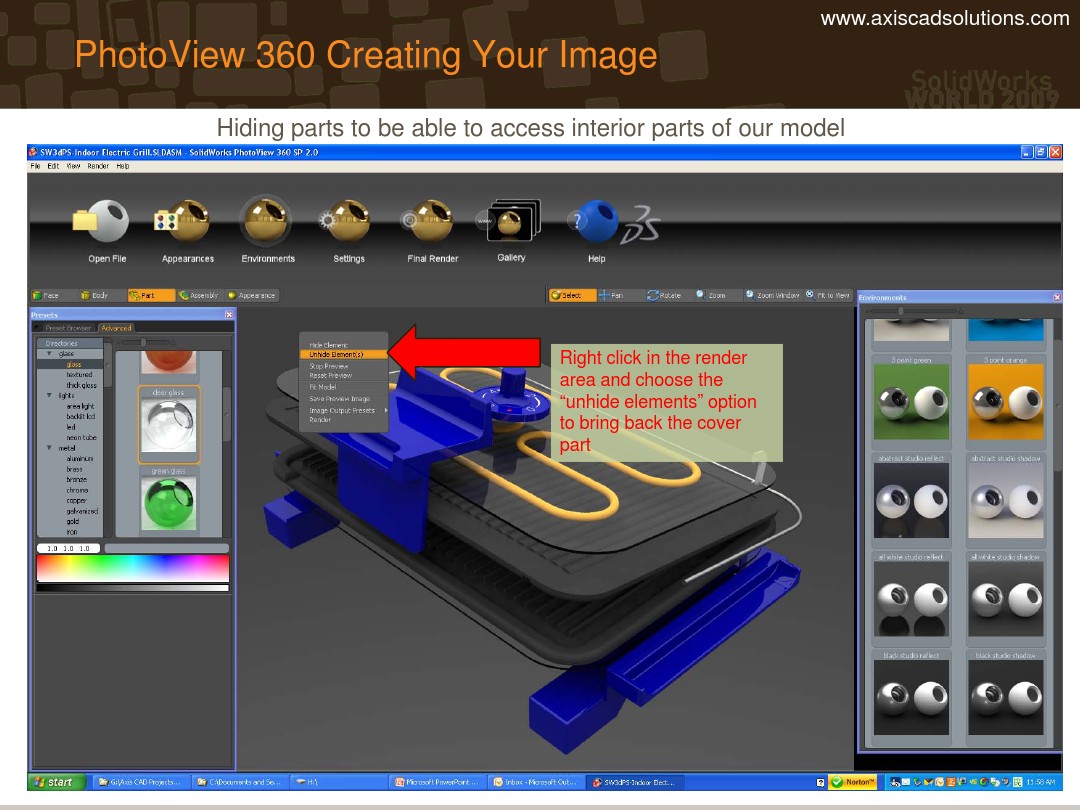 www.axiscadsolutions.com
PhotoView 360 Creating Your Image
SolidWorks
WORLD 2009
Hiding parts to be able to access interior parts of our model
SW3dPS-Indoor Electric Grill.SLDASM - SolidWorks PhotoView 360 SP 2.0
File Edit View Render Help
Open File Appearances Environments Settings Final Render Gallery Help
Face Body Part Assembly Appearance Select Pan Rotate Zoom Zoom Window Fit to View
Presets
Preset Browser Advanced
Directories
glass
glass
textured
thick gloss
lights
area light
backlit lcd
led
neon tube
metal
aluminum
brass
bronze
chrome
copper
galvanized
gold
iron
clear glass
green glass
1.0 1.0 1.0
Hide Element
Unhide Element(s)
Stop Preview
Reset Preview
Fit Model
Save Preview Image
Image Output Presets
Render
Right click in the render
area and choose the
“unhide elements” option
to bring back the cover
part
Environments
3 point green 3 point orange
abstract studio reflect abstract studio shadow
all white studio reflect all white studio shadow
black studio reflect black studio shadow
start G:\Axis CAD Projects... C:\Documents and Se... H:\ Microsoft PowerPoint ... Inbox - Microsoft Out... SW3dPS-Indoor Elect... Norton™ 11:58 AM